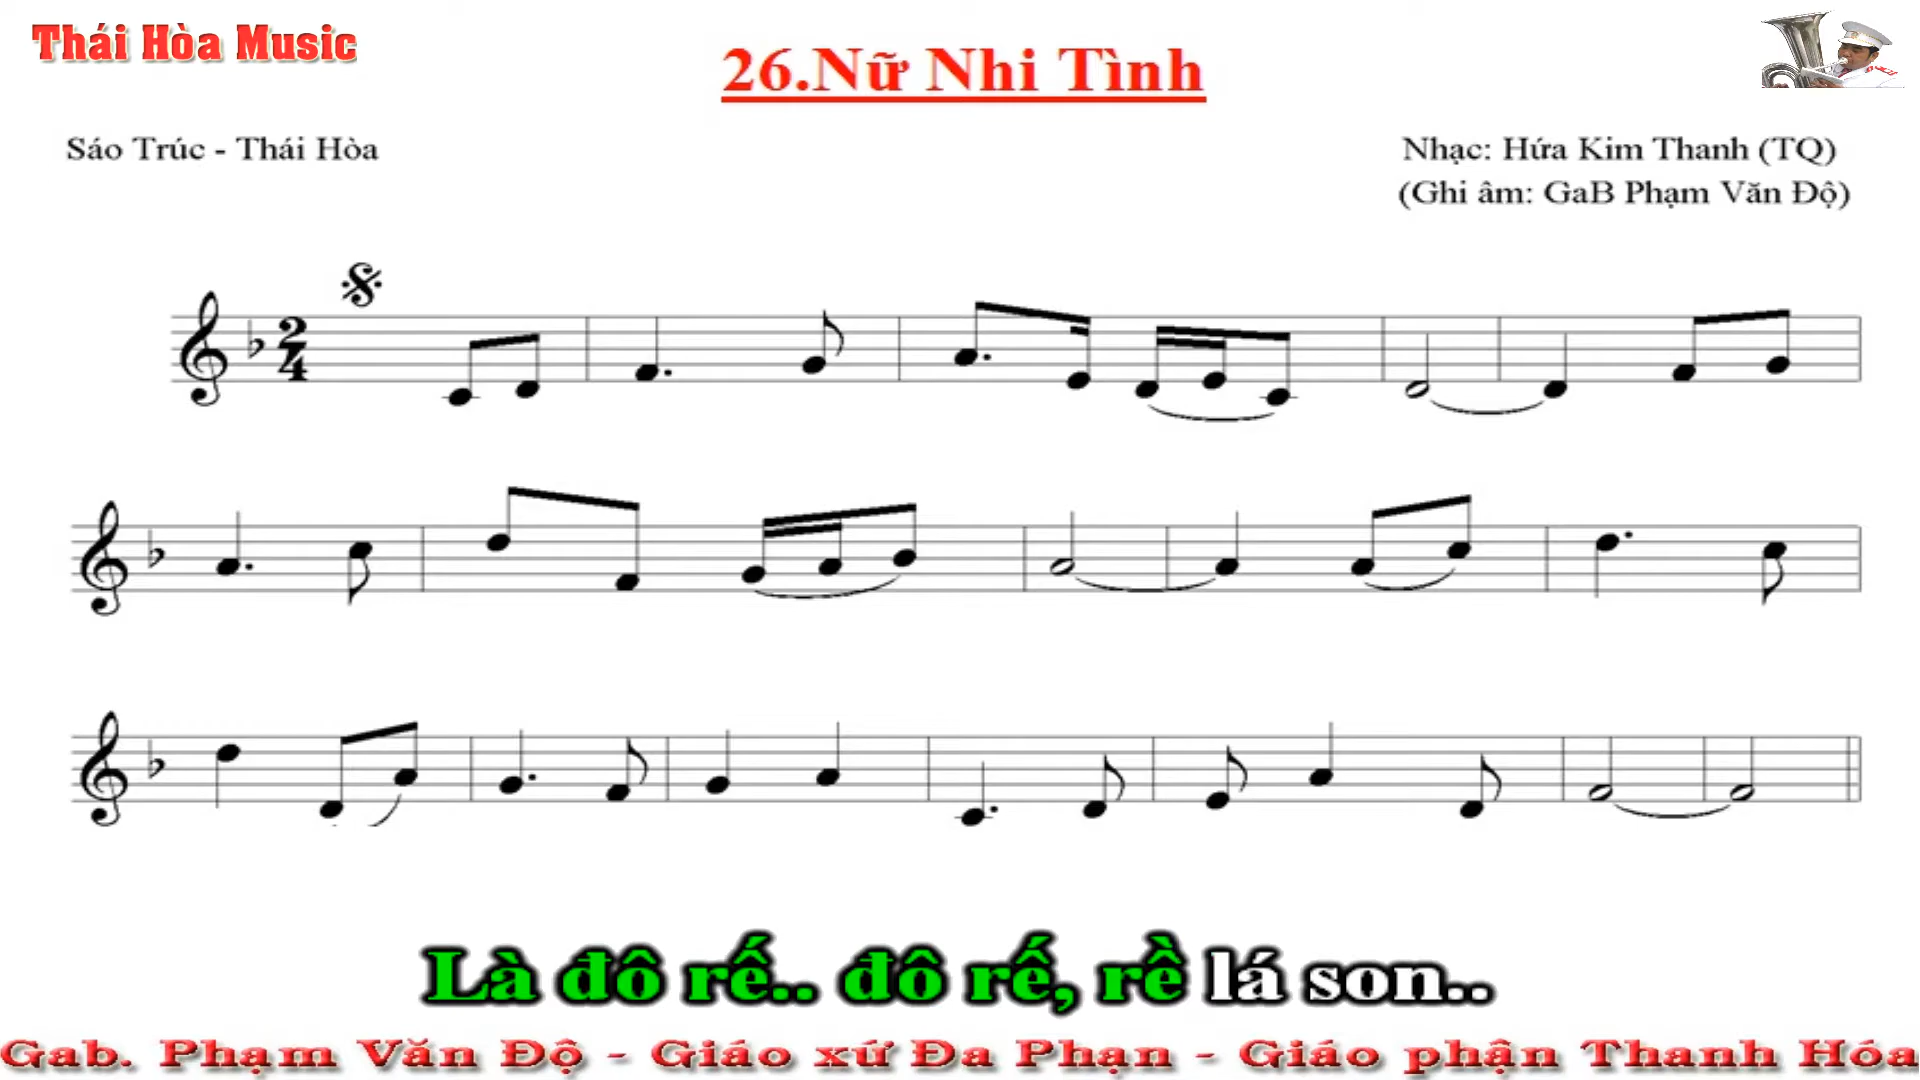 Thái Hòa Music
26.Nữ Nhi Tình
Sáo Trúc - Thái Hòa
Nhạc: Hứa Kim Thanh (TQ)
(Ghi âm: GaB Phạm Văn Độ)
2
4
Là đô rế.. đô rế, rề lá son..
Gab. Phạm Văn Độ - Giáo xứ Đa Phạn - Giáo phận Thanh Hóa